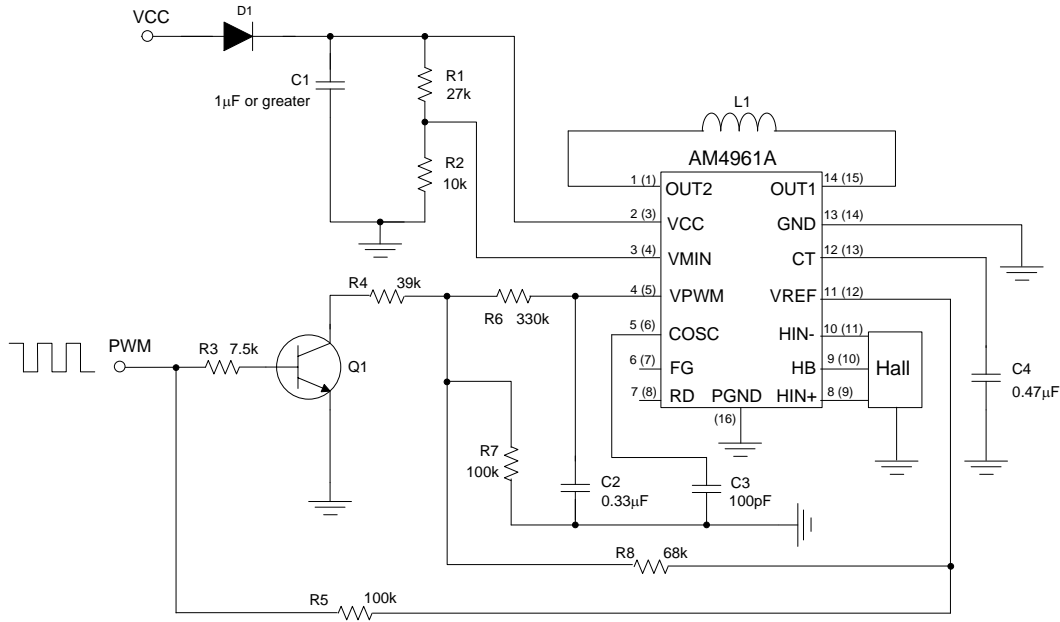 VCC
D1
C1
1µF or greater
R1
27k
R2
10k
L1
AM4961A
1 (1)
OUT2
OUT1
14 (15)
2 (3)
VCC
GND
13 (14)
3 (4)
VMIN
CT
12 (13)
R4
39k
4 (5)
VPWM
VREF
11 (12)
R6
330k
5 (6)
COSC
HIN-
10 (11)
PWM
R3
7.5k
Q1
6 (7)
FG
HB
9 (10)
Hall
7 (8)
RD
PGND
HIN+
8 (9)
(16)
C4
0.47µF
R7
100k
C2
0.33µF
C3
100pF
R8
68k
R5
100k